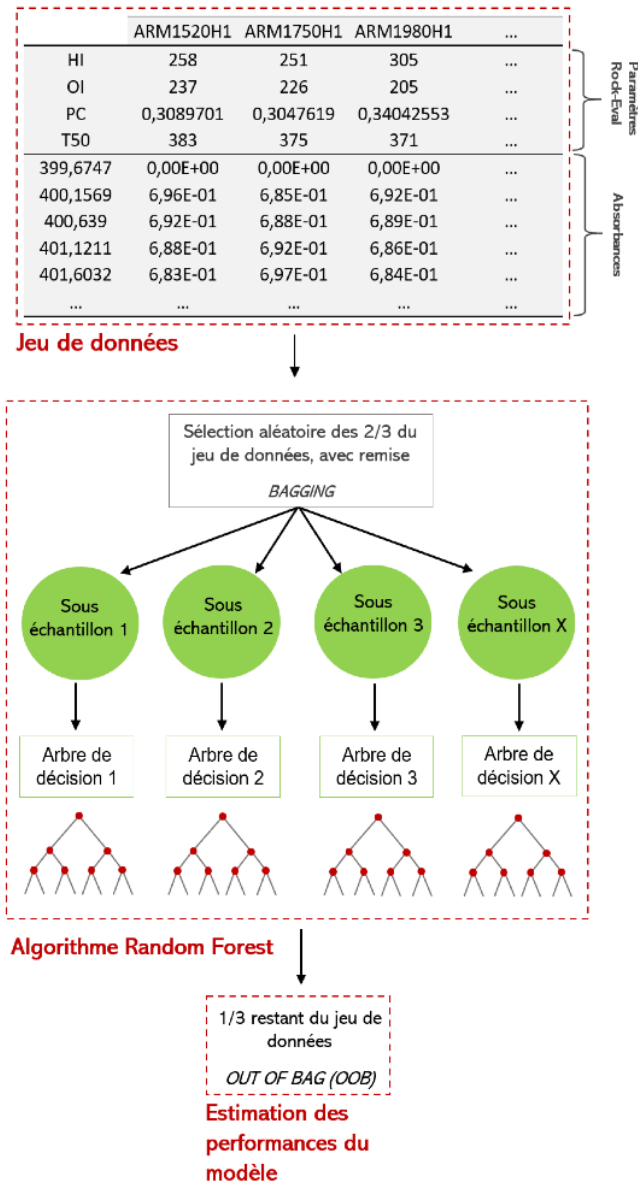 ARM1520H1 ARM1750H1 ARM1980H1 ...
HI 258 251 305 ...
OI 237 226 205 ...
PC 0,3089701 0,3047619 0,34042553 ...
T50 383 375 371 ...
Paramètres
Rock-Eval
399,6747 0,00E+00 0,00E+00 0,00E+00 ...
400,1569 6,96E-01 6,85E-01 6,92E-01 ...
400,639 6,92E-01 6,88E-01 6,89E-01 ...
401,1211 6,88E-01 6,92E-01 6,86E-01 ...
401,6032 6,83E-01 6,97E-01 6,84E-01 ...
... ... ... ... ...
Absorbances
Jeu de données
Sélection aléatoire des 2/3 du
jeu de données, avec remise
BAGGING
Sous
échantillon 1
Sous
échantillon 2
Sous
échantillon 3
Sous
échantillon X
Arbre de
décision 1
Arbre de
décision 2
Arbre de
décision 3
Arbre de
décision X
Algorithme Random Forest
1/3 restant du jeu de
données
OUT OF BAG (OOB)
Estimation des
performances du
modèle